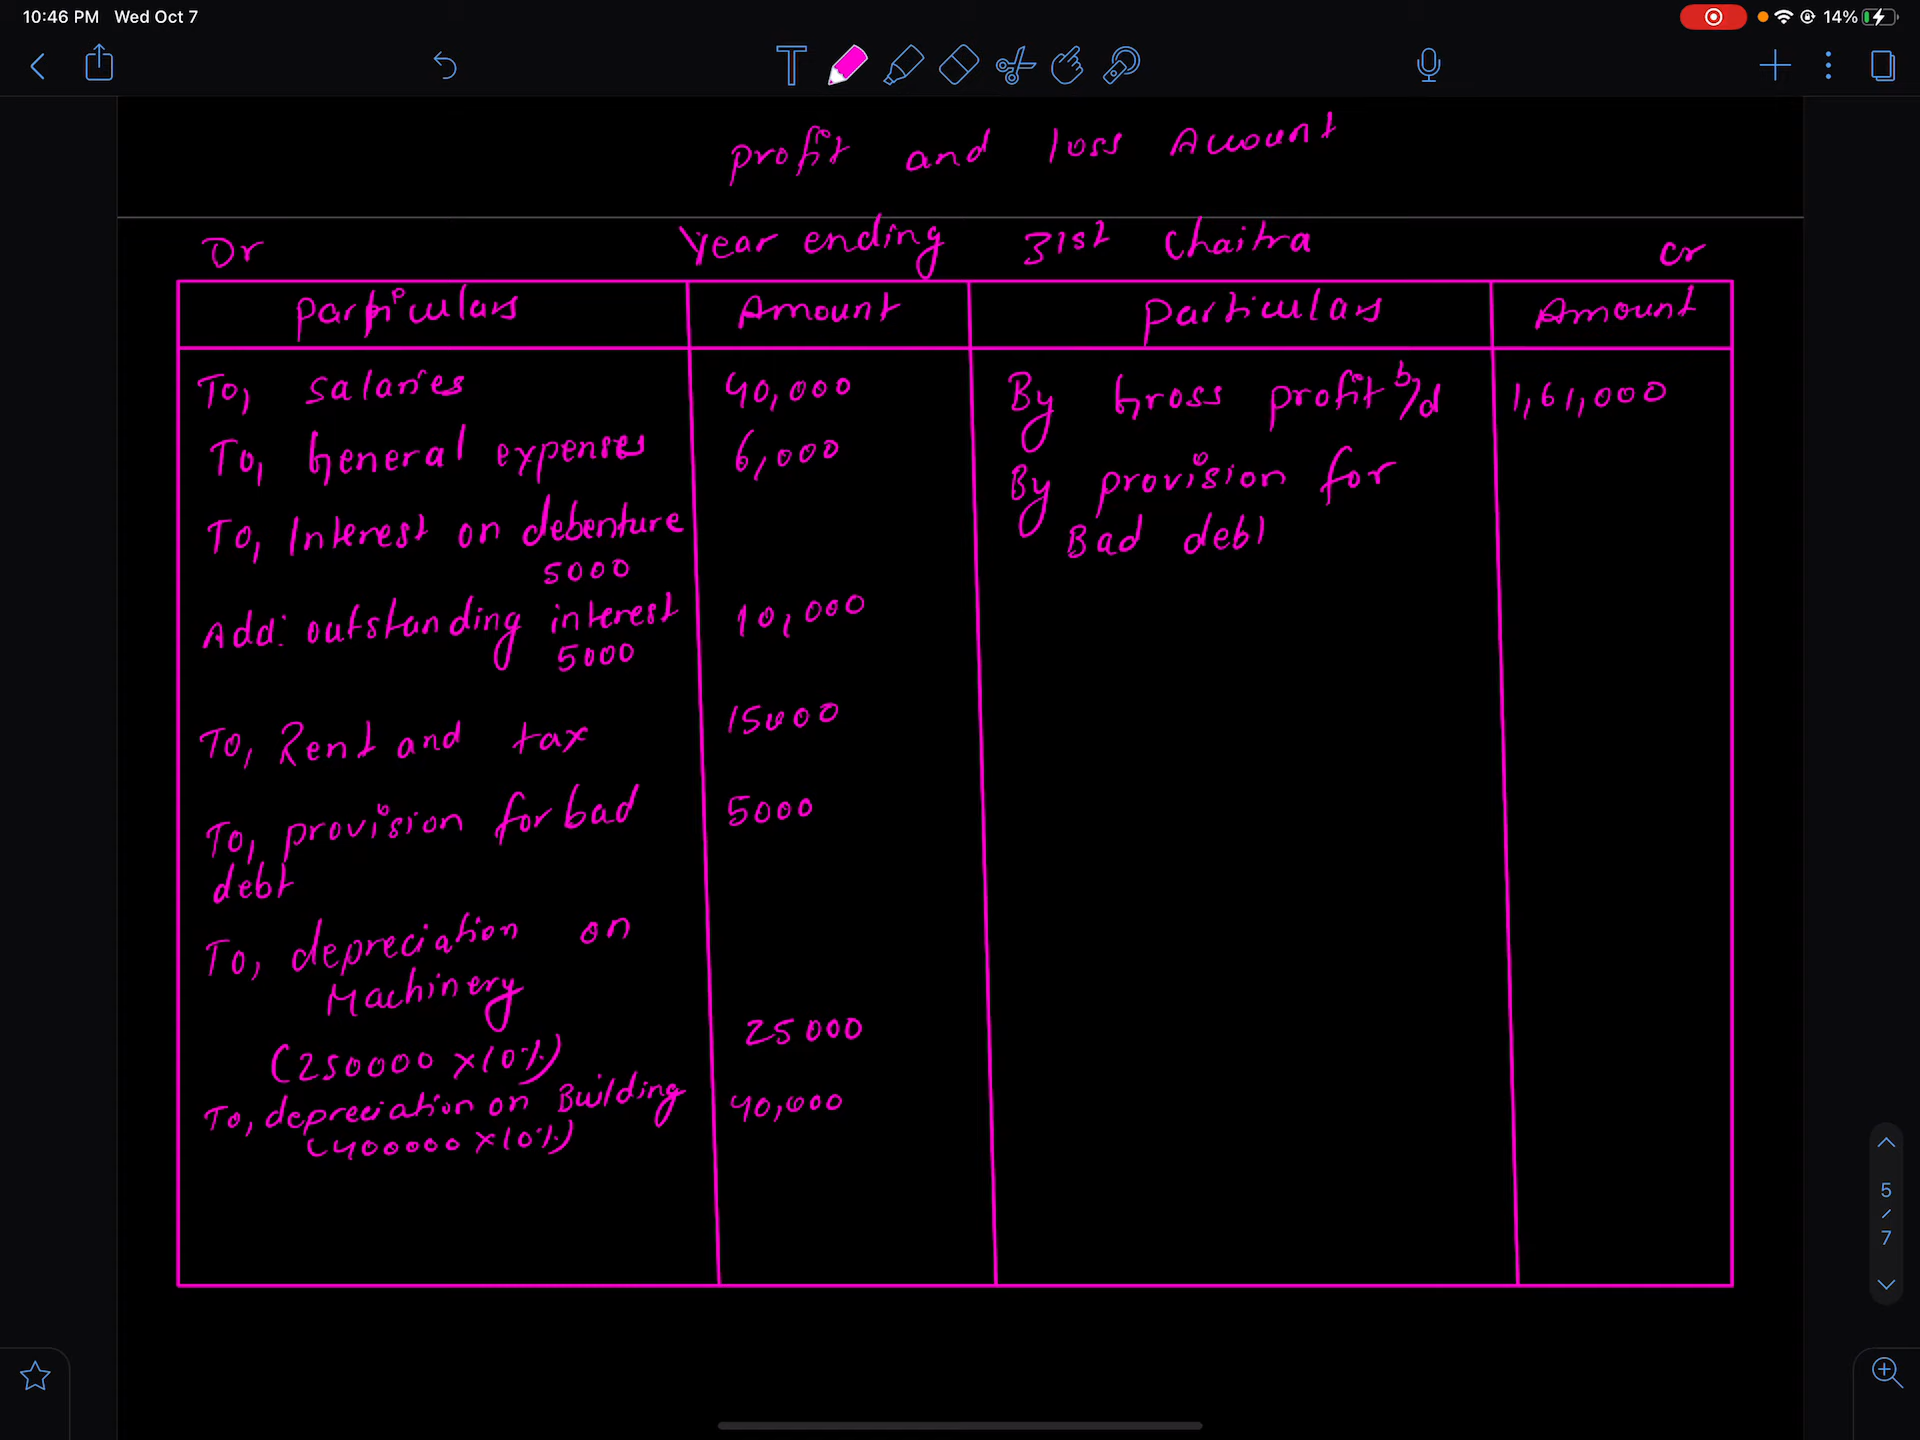 10:46 PM Wed Oct 7
14%
profit and loss Account
Dr Year ending 31st Chaitra Cr
Particulars Amount Particulars Amount
To, salaries 40,000 By Gross profit b/d 1,61,000
To, General expenses 6,000 By provision for
Bad debt
To, Interest on debenture
5000
Add: outstanding interest 10,000
5000
To, Rent and tax 15000
To, provision for bad 5000
debt
To, depreciation on
Machinery
(250000 x 10%) 25000
To, depreciation on Building 40,000
(400000 x 10%)
5
/
7